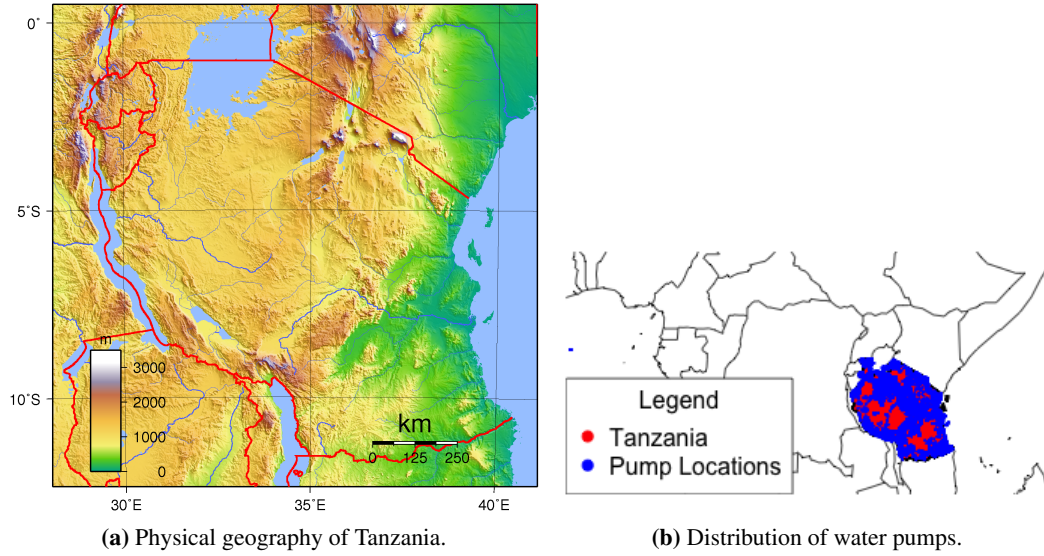 0°
5°S
10°S
m
3000
2000
1000
0
km
0 125 250
30°E 35°E 40°E
(a) Physical geography of Tanzania.
Legend
Tanzania
Pump Locations
(b) Distribution of water pumps.